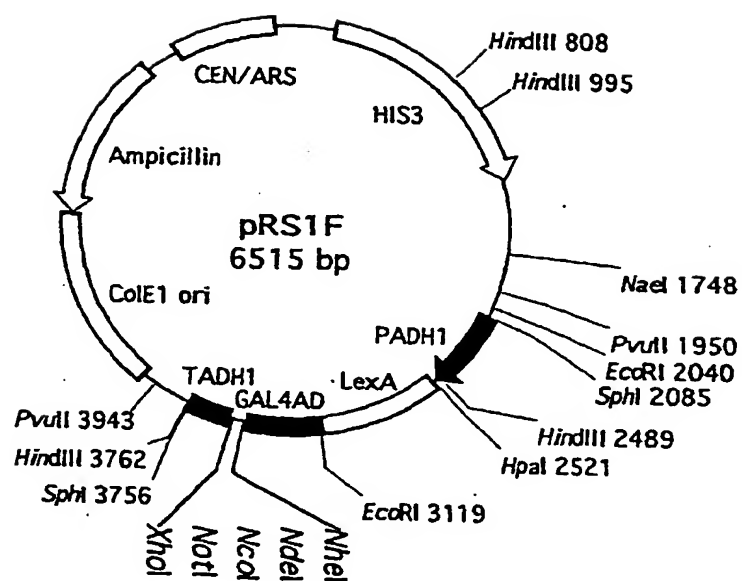 HindIII 808
HindIII 995
CEN/ARS
HIS3
Ampicillin
pRS1F
6515 bp
NaeI 1748
ColE1 ori
PADH1
PvuII 1950
EcoRI 2040
SphI 2085
TADH1
LexA
GAL4AD
PvuII 3943
HindIII 2489
HindIII 3762
HpaI 2521
SphI 3756
EcoRI 3119
XhoI
NotI
NcoI
NdeI
NheI